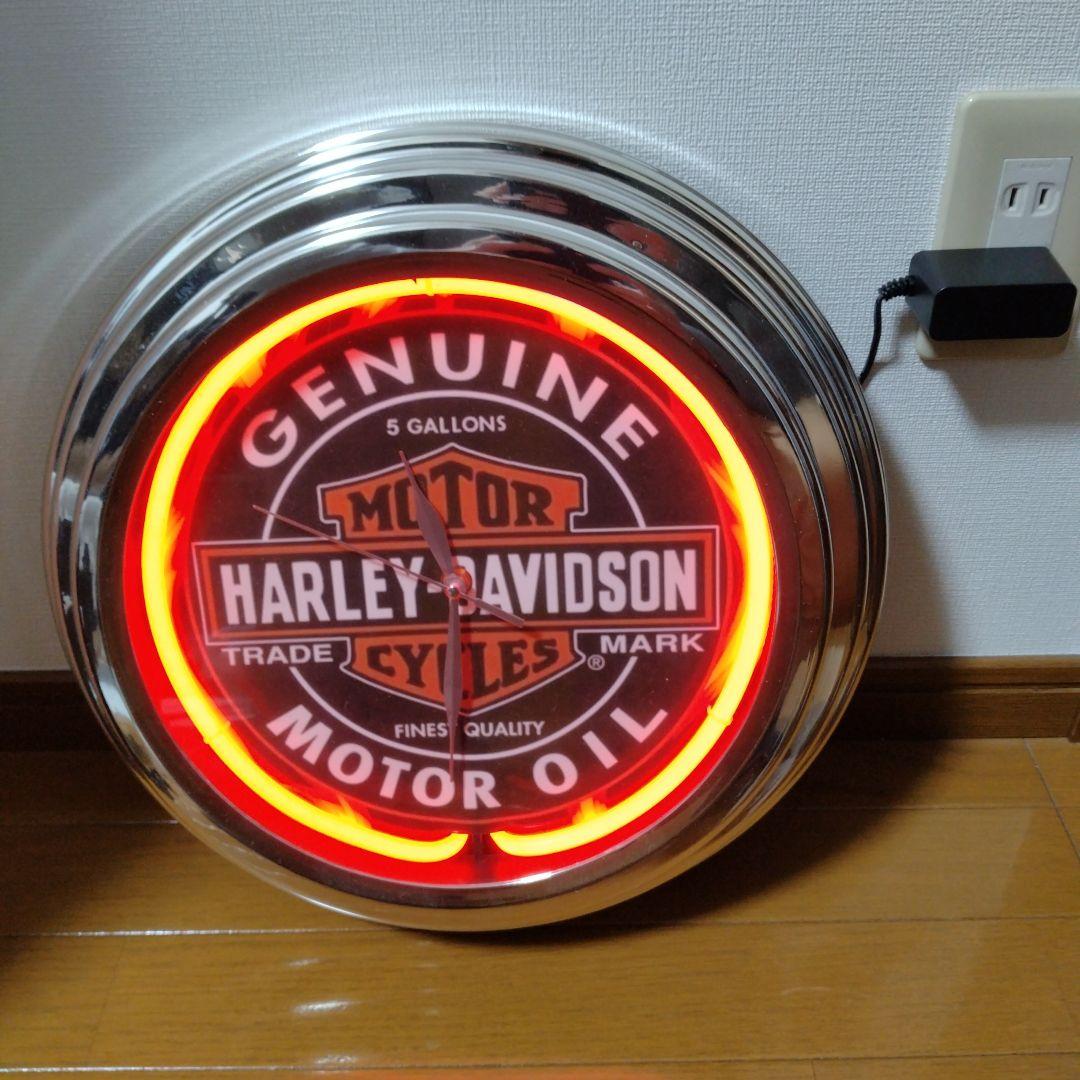 GENUINE
5 GALLONS
MOTOR
HARLEY-DAVIDSON
TRADE MARK
CYCLES
®
FINEST QUALITY
MOTOR OIL